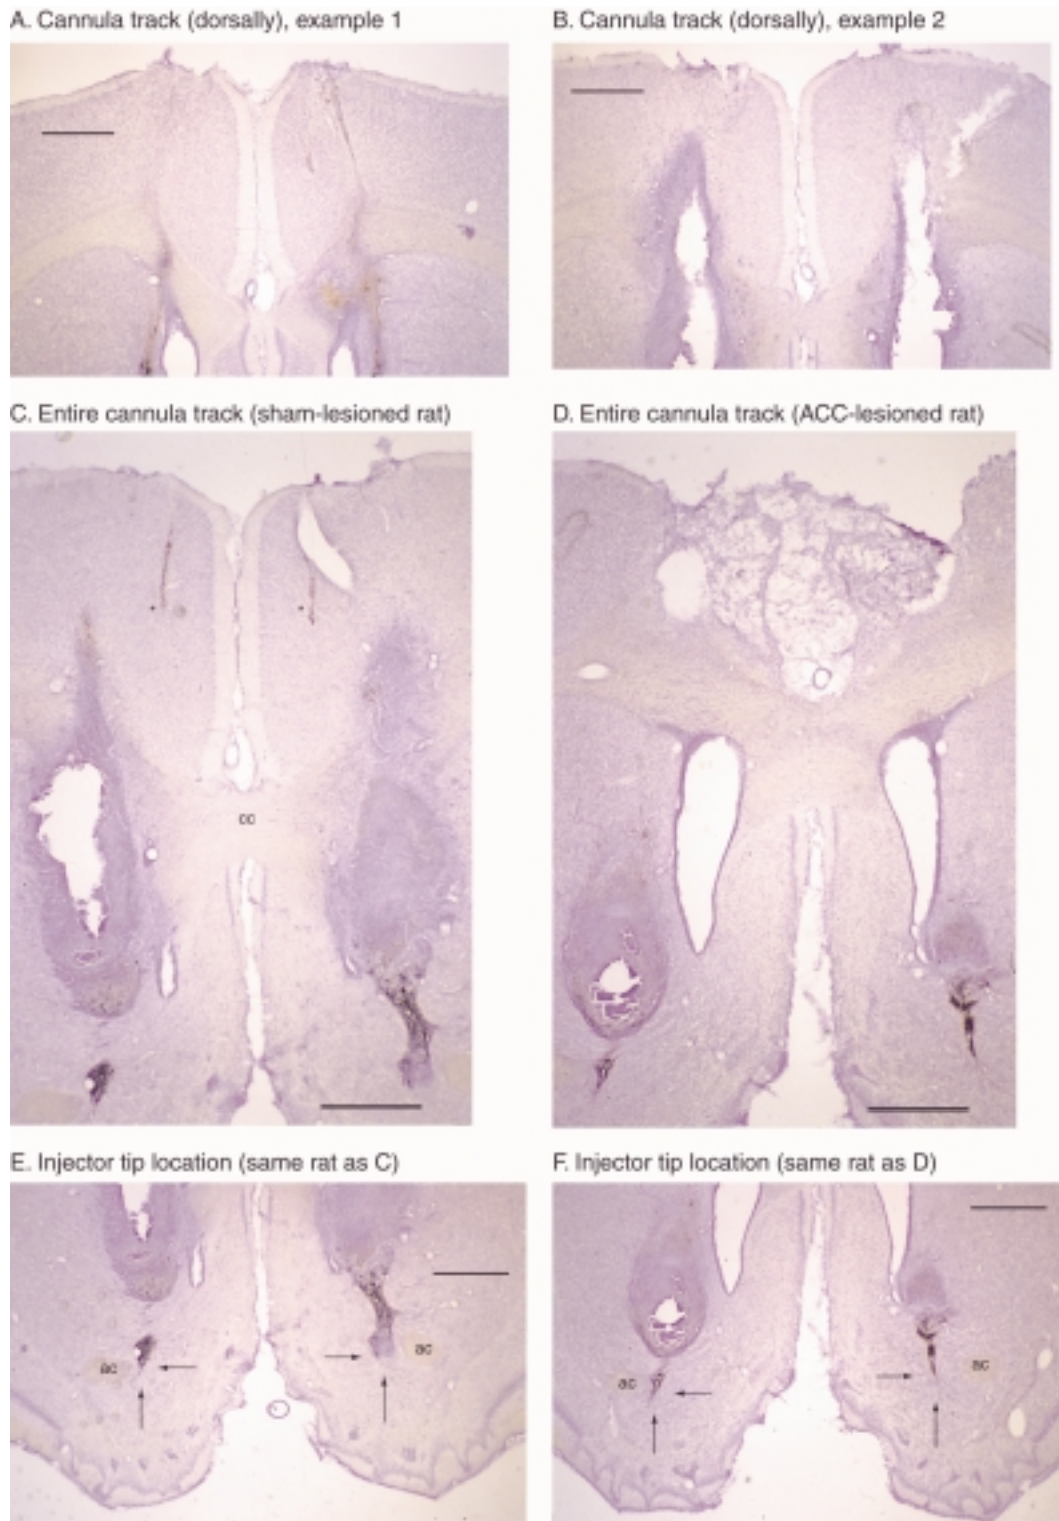 A. Cannula track (dorsally), example 1
B. Cannula track (dorsally), example 2
C. Entire cannula track (sham-lesioned rat)
D. Entire cannula track (ACC-lesioned rat)
cc
E. Injector tip location (same rat as C)
F. Injector tip location (same rat as D)
ac
ac
ac
ac